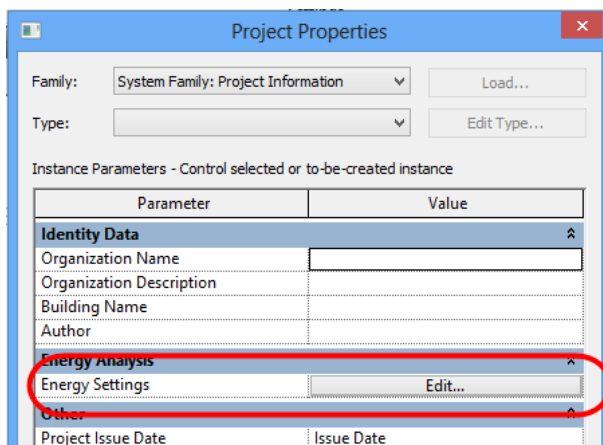 Project Properties
Family: System Family: Project Information Load...
Type: Edit Type...
Instance Parameters - Control selected or to-be-created instance
Parameter Value
Identity Data
Organization Name
Organization Description
Building Name
Author
Energy Analysis
Energy Settings Edit...
Other
Project Issue Date Issue Date